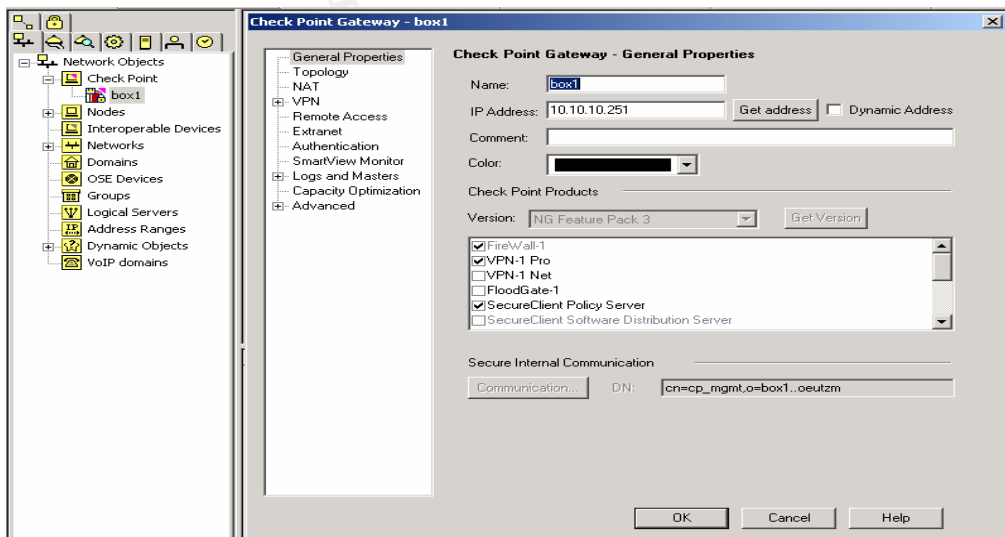 Network Objects
Check Point
box1
Nodes
Interoperable Devices
Networks
Domains
OSE Devices
Groups
Logical Servers
Address Ranges
Dynamic Objects
VoIP domains
Check Point Gateway - box1
General Properties
Topology
NAT
VPN
Remote Access
Extranet
Authentication
SmartView Monitor
Logs and Masters
Capacity Optimization
Advanced
Check Point Gateway - General Properties
Name: box1
IP Address: 10.10.10.251 Get address Dynamic Address
Comment:
Color:
Check Point Products
Version: NG Feature Pack 3 Get Version
FireWall-1
VPN-1 Pro
VPN-1 Net
FloodGate-1
SecureClient Policy Server
SecureClient Software Distribution Server
Secure Internal Communication
Communication... DN: cn=cp_mgmt,o=box1..oeutzm
OK Cancel Help